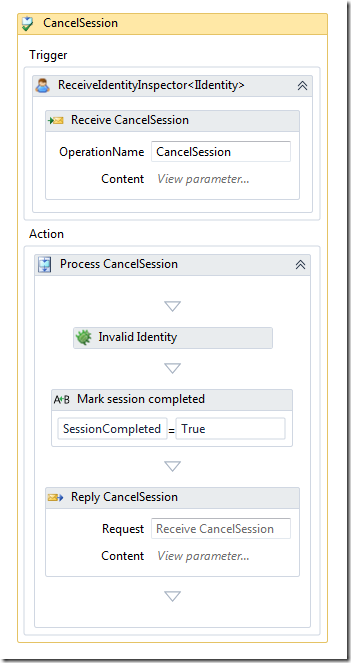 CancelSession
Trigger
ReceiveIdentityInspector<IIdentity>
Receive CancelSession
OperationName CancelSession
Content View parameter...
Action
Process CancelSession
Invalid Identity
A+B Mark session completed
SessionCompleted = True
Reply CancelSession
Request Receive CancelSession
Content View parameter...